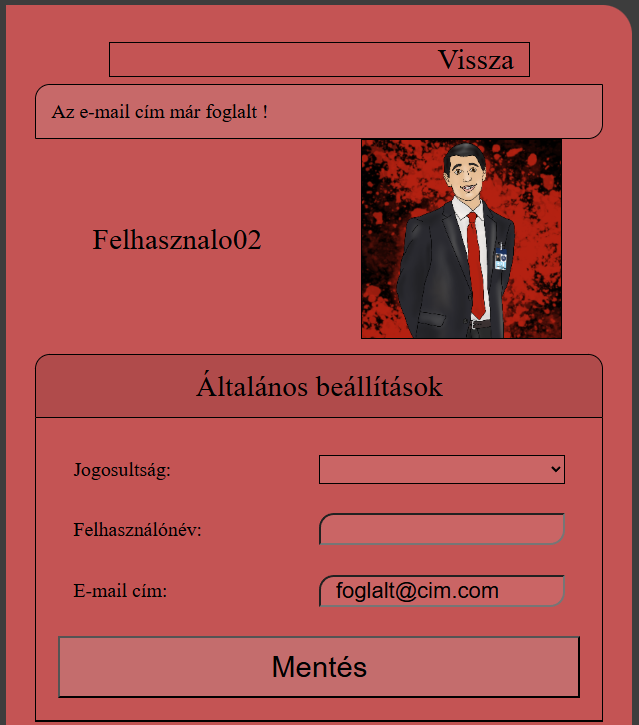 Vissza
Az e-mail cím már foglalt !
Felhasznalo02
Általános beállítások
Jogosultság:
Felhasználónév:
E-mail cím:
foglalt@cim.com
Mentés